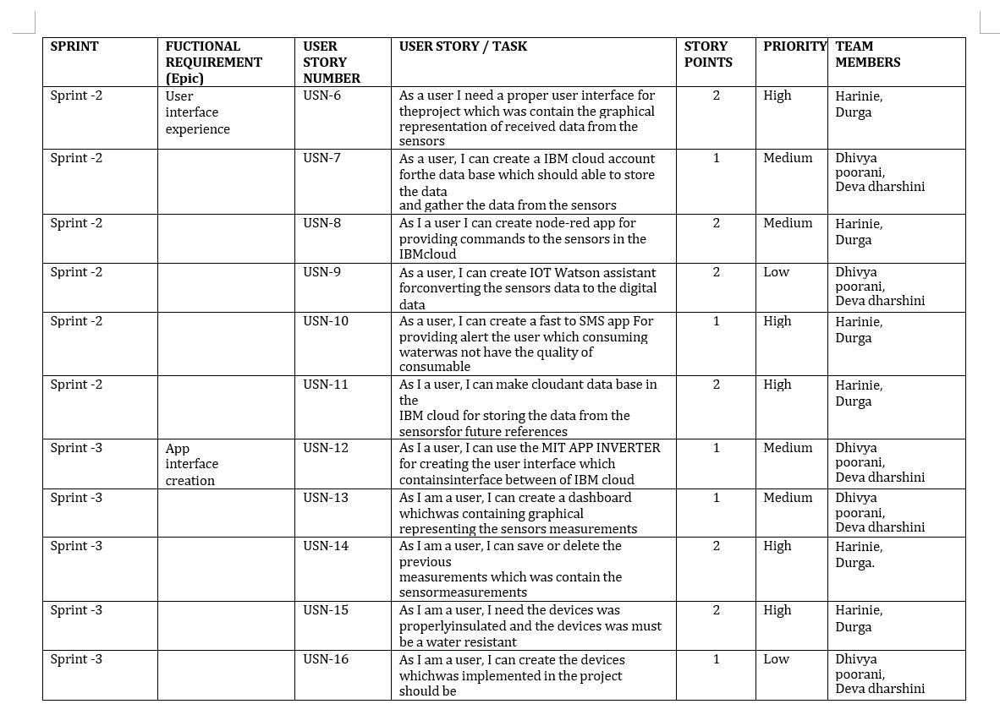 SPRINT FUCTIONAL REQUIREMENT (Epic) USER STORY NUMBER USER STORY / TASK STORY POINTS PRIORITY TEAM MEMBERS
Sprint -2 User interface experience USN-6 As a user I need a proper user interface for theproject which was contain the graphical representation of received data from the sensors 2 High Harinie, Durga
Sprint -2 USN-7 As a user, I can create a IBM cloud account forthe data base which should able to store the data and gather the data from the sensors 1 Medium Dhivya poorani, Deva dharshini
Sprint -2 USN-8 As I a user I can create node-red app for providing commands to the sensors in the IBMcloud 2 Medium Harinie, Durga
Sprint -2 USN-9 As a user, I can create IOT Watson assistant forconverting the sensors data to the digital data 2 Low Dhivya poorani, Deva dharshini
Sprint -2 USN-10 As a user, I can create a fast to SMS app For providing alert the user which consuming waterwas not have the quality of consumable 1 High Harinie, Durga
Sprint -2 USN-11 As I a user, I can make cloudant data base in the IBM cloud for storing the data from the sensorsfor future references 2 High Harinie, Durga
Sprint -3 App interface creation USN-12 As I a user, I can use the MIT APP INVERTER for creating the user interface which containsinterface between of IBM cloud 1 Medium Dhivya poorani, Deva dharshini
Sprint -3 USN-13 As I am a user, I can create a dashboard whichwas containing graphical representing the sensors measurements 1 Medium Dhivya poorani, Deva dharshini
Sprint -3 USN-14 As I am a user, I can save or delete the previous measurements which was contain the sensormeasurements 2 High Harinie, Durga.
Sprint -3 USN-15 As I am a user, I need the devices was properlyinsulated and the devices was must be a water resistant 2 High Harinie, Durga
Sprint -3 USN-16 As I am a user, I can create the devices whichwas implemented in the project should be 1 Low Dhivya poorani, Deva dharshini